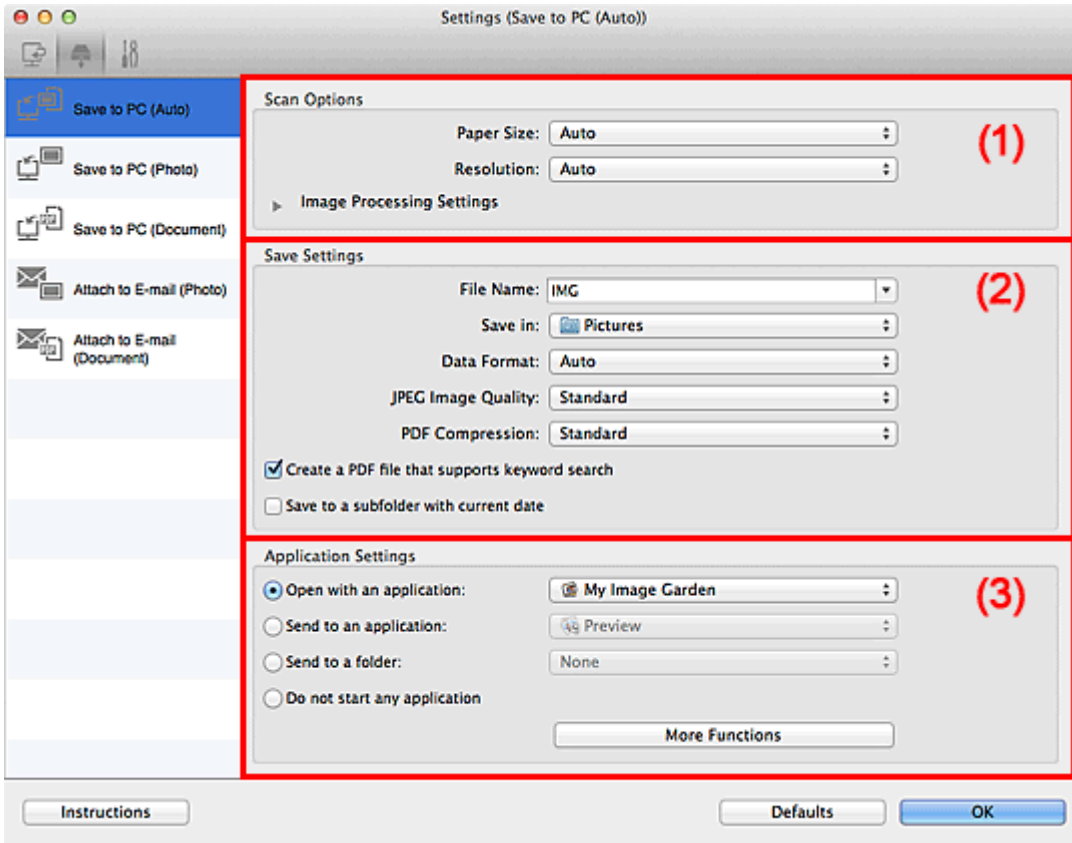 Settings (Save to PC (Auto))
Save to PC (Auto)
Save to PC (Photo)
Save to PC (Document)
Attach to E-mail (Photo)
Attach to E-mail
(Document)
Scan Options
(1)
Paper Size: Auto
Resolution: Auto
Image Processing Settings
Save Settings
(2)
File Name: IMG
Save in: Pictures
Data Format: Auto
JPEG Image Quality: Standard
PDF Compression: Standard
Create a PDF file that supports keyword search
Save to a subfolder with current date
Application Settings
(3)
Open with an application: My Image Garden
Send to an application: Preview
Send to a folder: None
Do not start any application
More Functions
Instructions
Defaults
OK